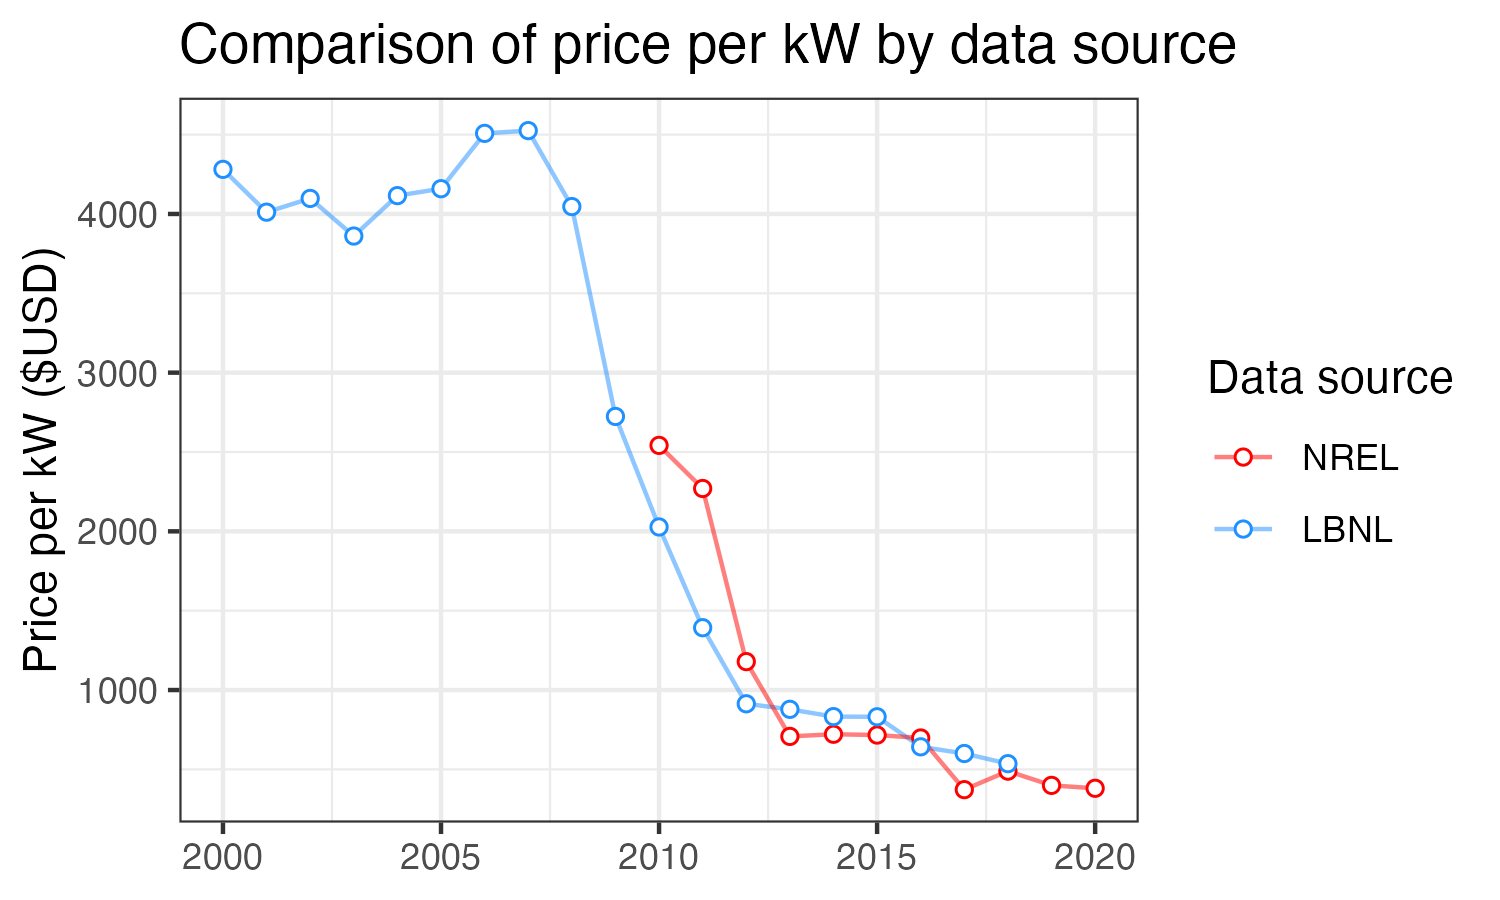 Comparison of price per kW by data source
Price per kW ($USD)
4000
3000
2000
1000
2000
2005
2010
2015
2020
Data source
NREL
LBNL